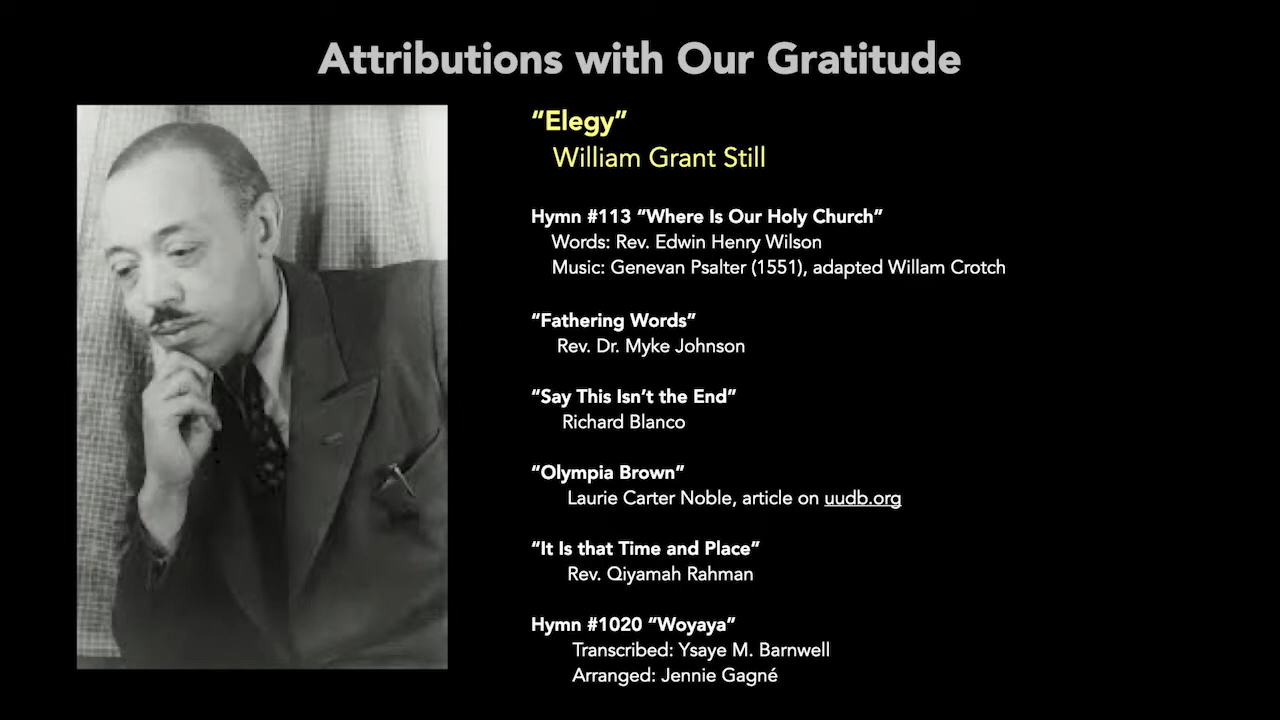 Attributions with Our Gratitude
“Elegy”
William Grant Still
Hymn #113 “Where Is Our Holy Church”
Words: Rev. Edwin Henry Wilson
Music: Genevan Psalter (1551), adapted Willam Crotch
“Fathering Words”
Rev. Dr. Myke Johnson
“Say This Isn’t the End”
Richard Blanco
“Olympia Brown”
Laurie Carter Noble, article on uudb.org
“It Is that Time and Place”
Rev. Qiyamah Rahman
Hymn #1020 “Woyaya”
Transcribed: Ysaye M. Barnwell
Arranged: Jennie Gagné